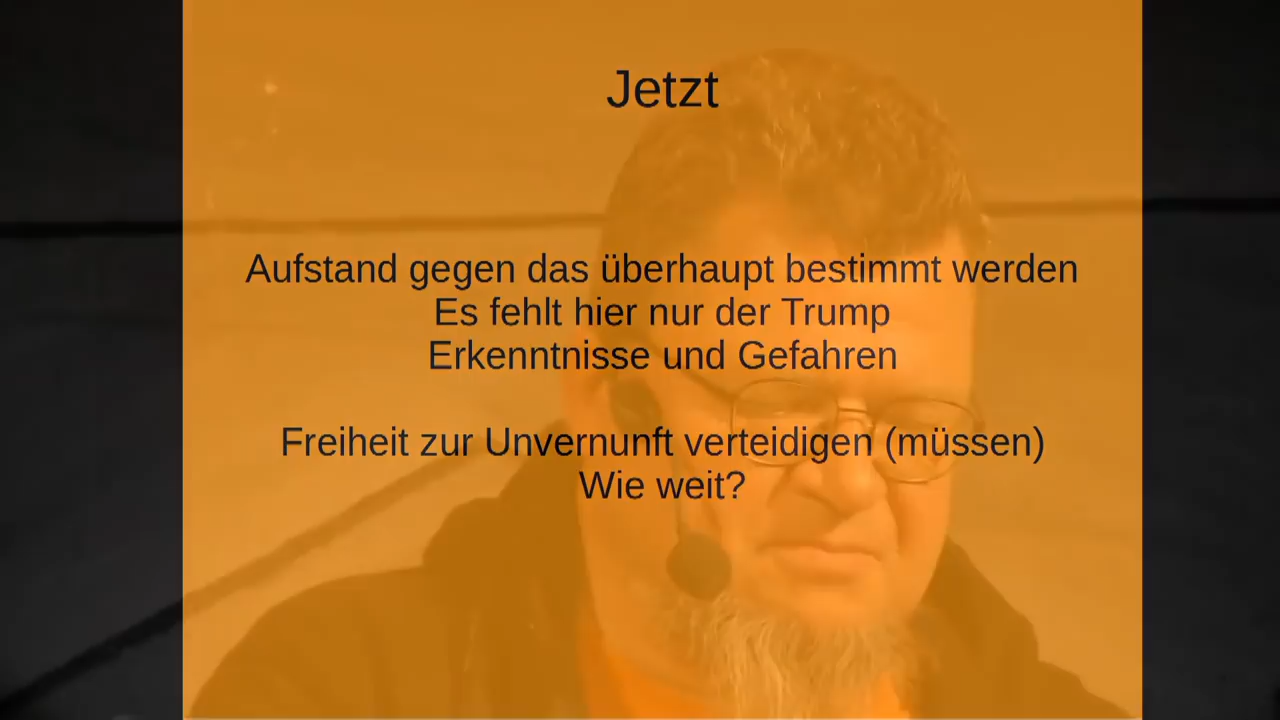 Jetzt
Aufstand gegen das überhaupt bestimmt werden
Es fehlt hier nur der Trump
Erkenntnisse und Gefahren
Freiheit zur Unvernunft verteidigen (müssen)
Wie weit?